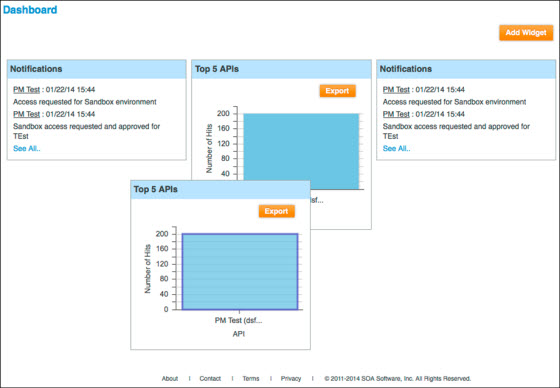 Dashboard
Add Widget
Notifications
PM Test : 01/22/14 15:44
Access requested for Sandbox environment
PM Test : 01/22/14 15:44
Sandbox access requested and approved for
TEst
See All..
Top 5 APIs
Export
Number of Hits
200
160
120
80
40
sf...
Notifications
PM Test : 01/22/14 15:44
Access requested for Sandbox environment
PM Test : 01/22/14 15:44
Sandbox access requested and approved for
TEst
See All..
Top 5 APIs
Export
Number of Hits
200
160
120
80
40
0
PM Test (dsf...
API
About | Contact | Terms | Privacy | © 2011-2014 SOA Software, Inc. All Rights Reserved.